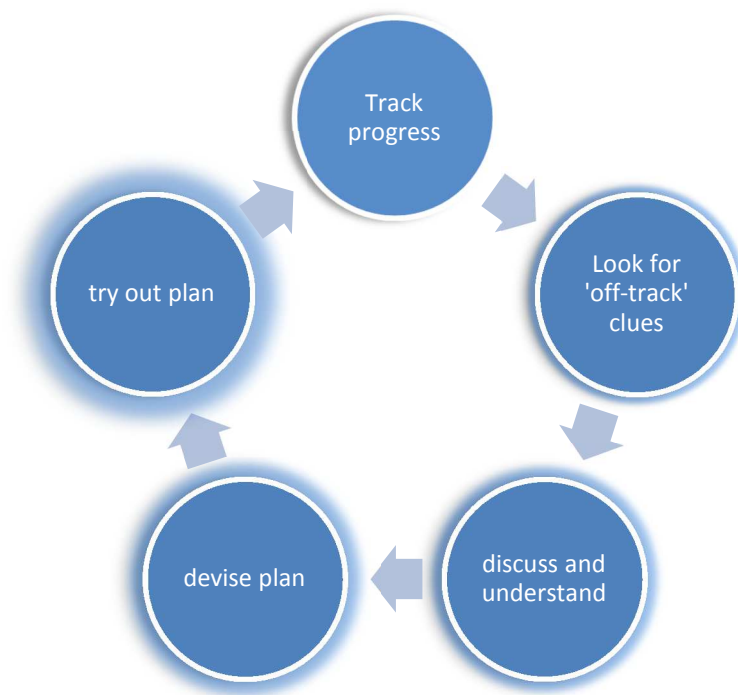 Track
progress
Look for
'off-track'
clues
discuss and
understand
devise plan
try out plan